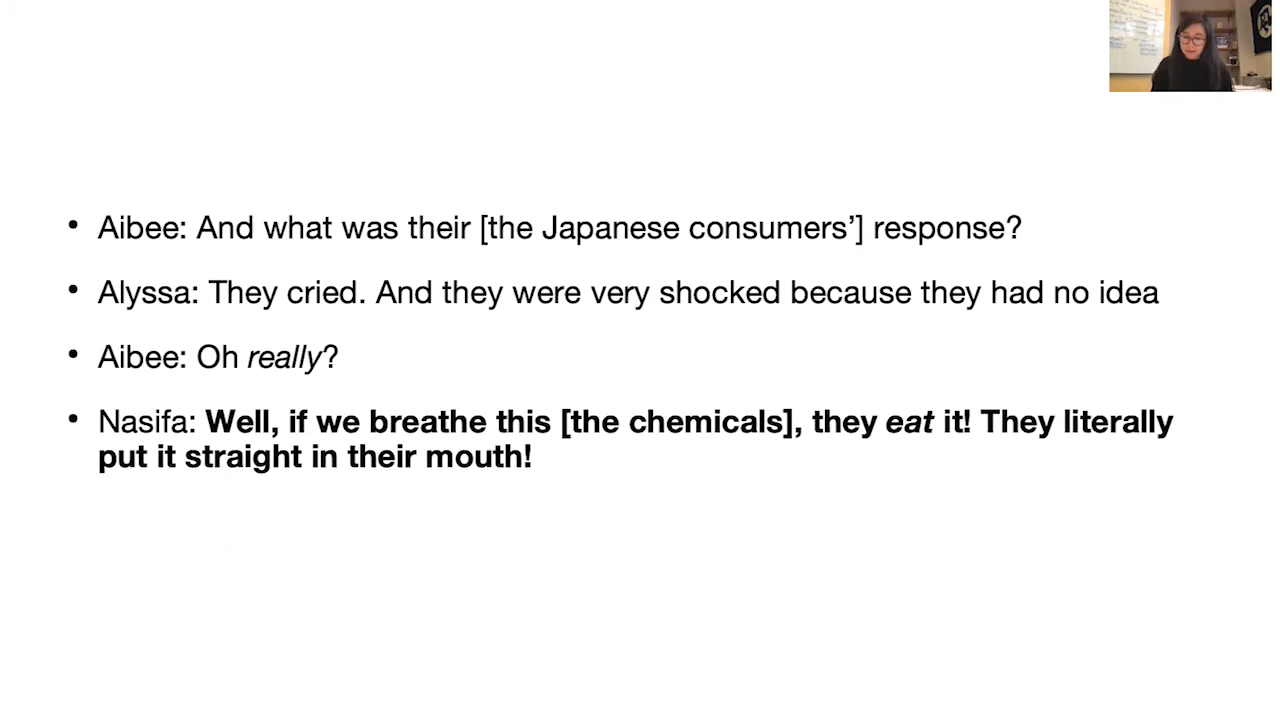 • Aibee: And what was their [the Japanese consumers’] response?
• Alyssa: They cried. And they were very shocked because they had no idea
• Aibee: Oh really?
• Nasifa: Well, if we breathe this [the chemicals], they eat it! They literally
put it straight in their mouth!